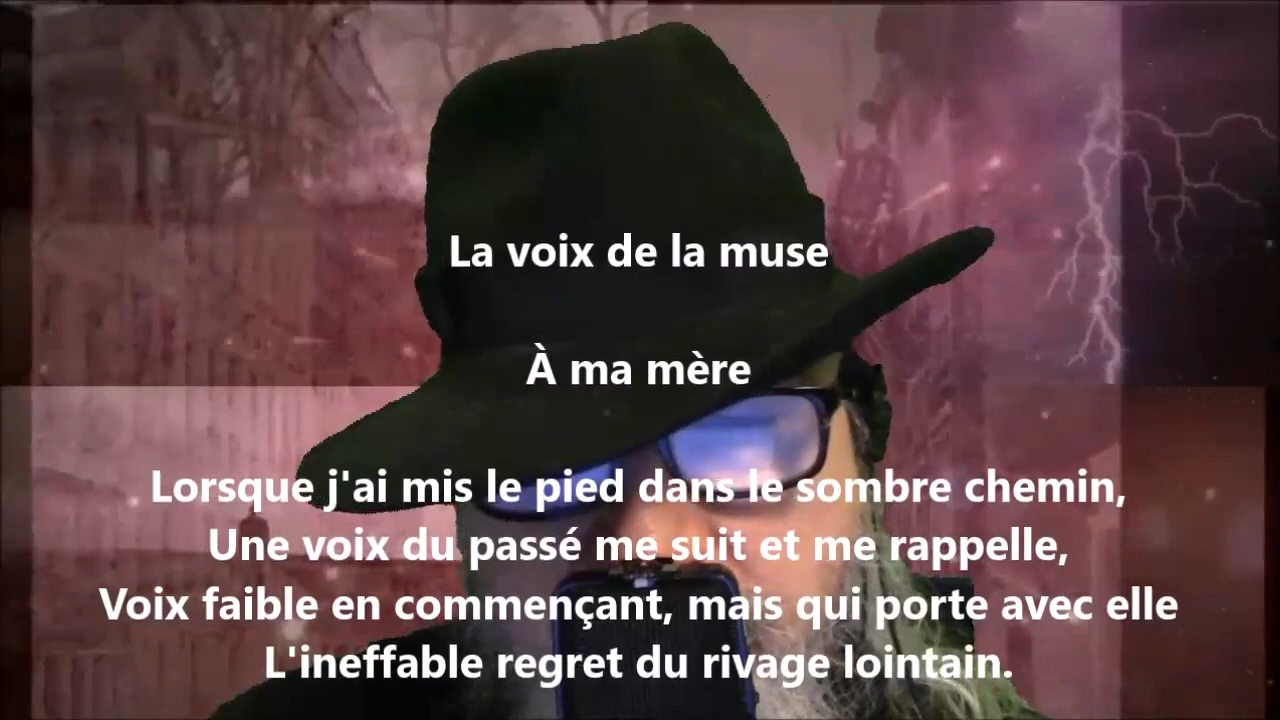 La voix de la muse
À ma mère
Lorsque j'ai mis le pied dans le sombre chemin,
Une voix du passé me suit et me rappelle,
Voix faible en commençant, mais qui porte avec elle
L'ineffable regret du rivage lointain.